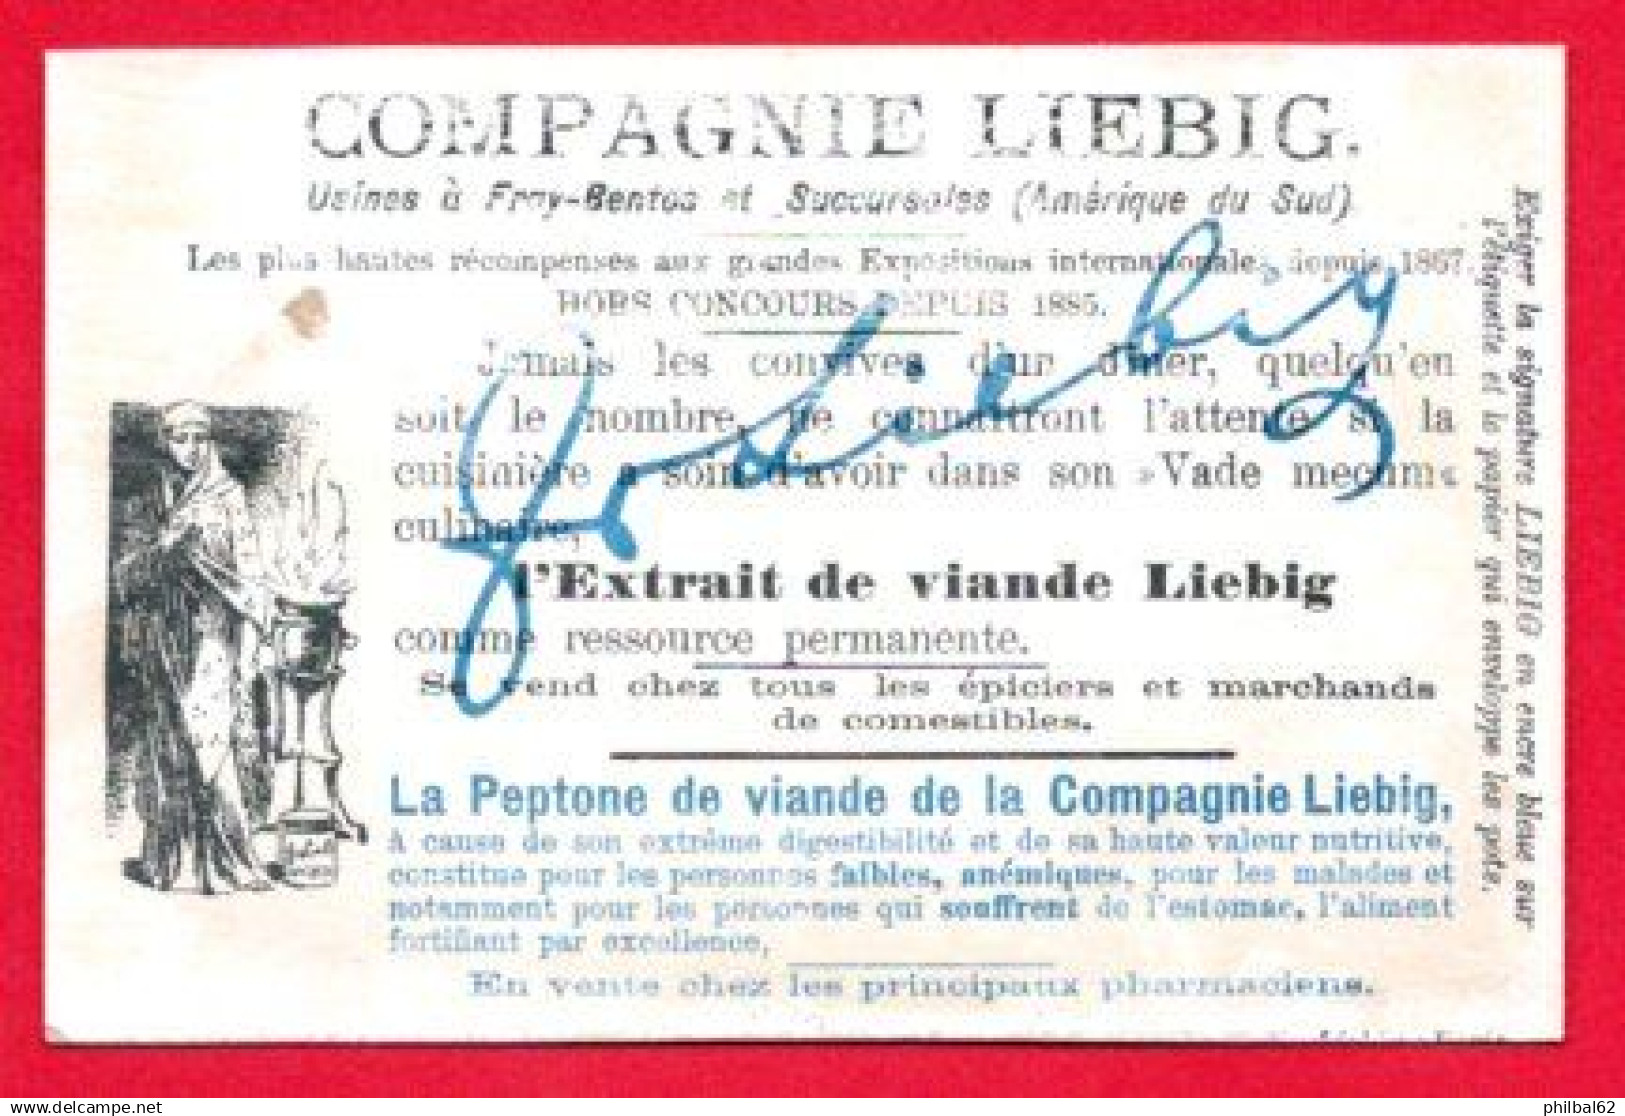 COMPAGNIE LIEBIG.
Usines à Fray-Bentos et Succursales (Amérique du Sud)
Les plus hautes récompenses aux grandes Expositions internationales depuis 1867.
HORS CONCOURS DEPUIS 1885.
Jamais les convives d'un dîner, quelqu'en
soit le nombre, ne connaîtront l'attente si la
cuisinière a soin d'avoir dans son »Vade mecum«
culinaire,
l'Extrait de viande Liebig
comme ressource permanente.
Se vend chez tous les épiciers et marchands
de comestibles.
La Peptone de viande de la Compagnie Liebig,
à cause de son extrême digestibilité et de sa haute valeur nutritive,
constitue pour les personnes faibles, anémiques, pour les malades et
notamment pour les personnes qui souffrent de l'estomac, l'aliment
fortifiant par excellence,
En vente chez les principaux pharmaciens.
Exiger la signature LIEBIG en encre bleue sur
l'étiquette et le papier qui enveloppe les pots.
J v Liebig
delcampe.net
philbal62